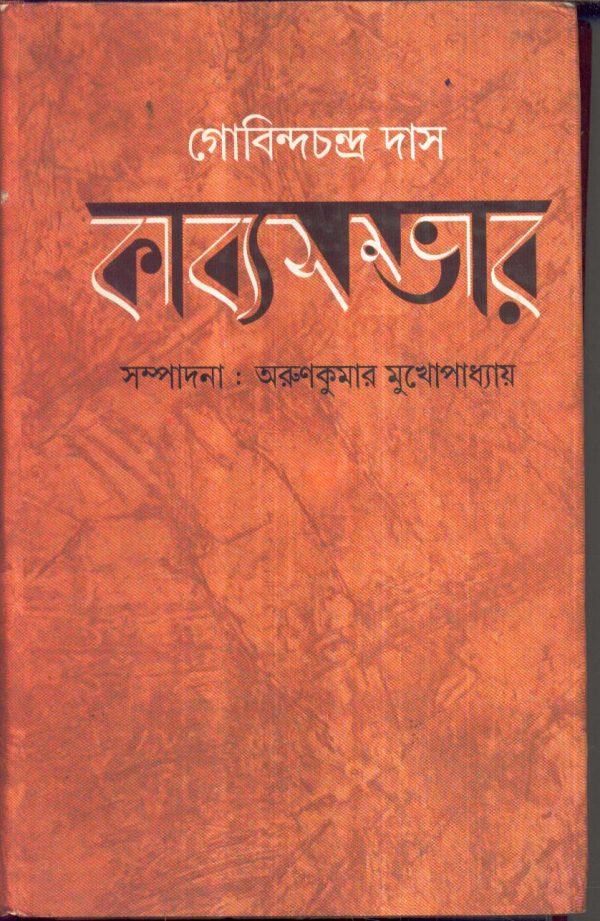 গোবিন্দচন্দ্র দাস
কাব্যসম্ভার
সম্পাদনা : অরুণকুমার মুখোপাধ্যায়